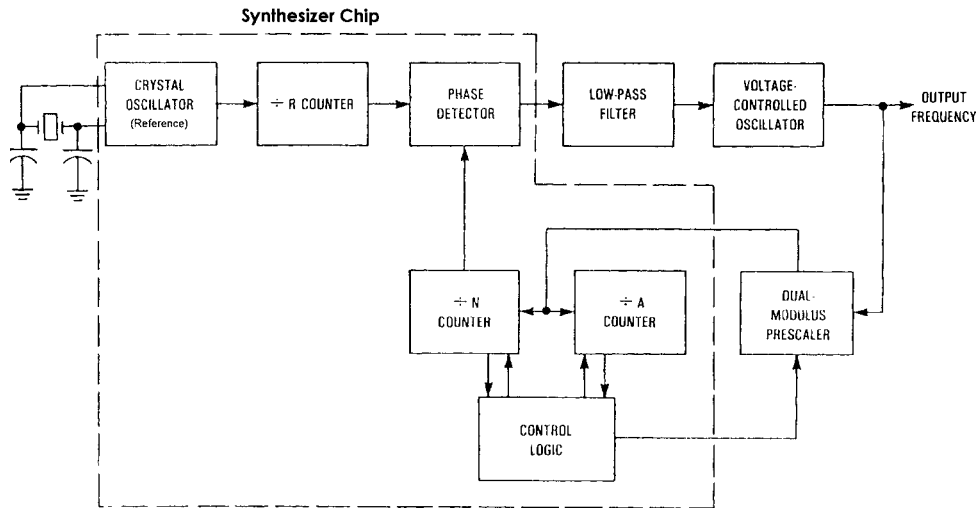 Synthesizer Chip
CRYSTAL
OSCILLATOR
(Reference)
÷ R COUNTER
PHASE
DETECTOR
LOW-PASS
FILTER
VOLTAGE-
CONTROLLED
OSCILLATOR
OUTPUT
FREQUENCY
÷ N
COUNTER
÷ A
COUNTER
DUAL-
MODULUS
PRESCALER
CONTROL
LOGIC